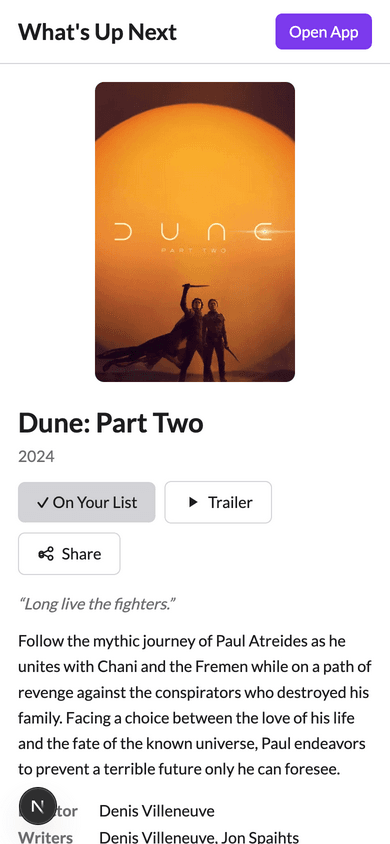 What's Up Next
Open App
DUNE
PART TWO
Dune: Part Two
2024
✓ On Your List
Trailer
Share
“Long live the fighters.”
Follow the mythic journey of Paul Atreides as he
unites with Chani and the Fremen while on a path of
revenge against the conspirators who destroyed his
family. Facing a choice between the love of his life
and the fate of the known universe, Paul endeavors
to prevent a terrible future only he can foresee.
N
Denis Villeneuve
Writers Denis Villeneuve, Jon Spaihts